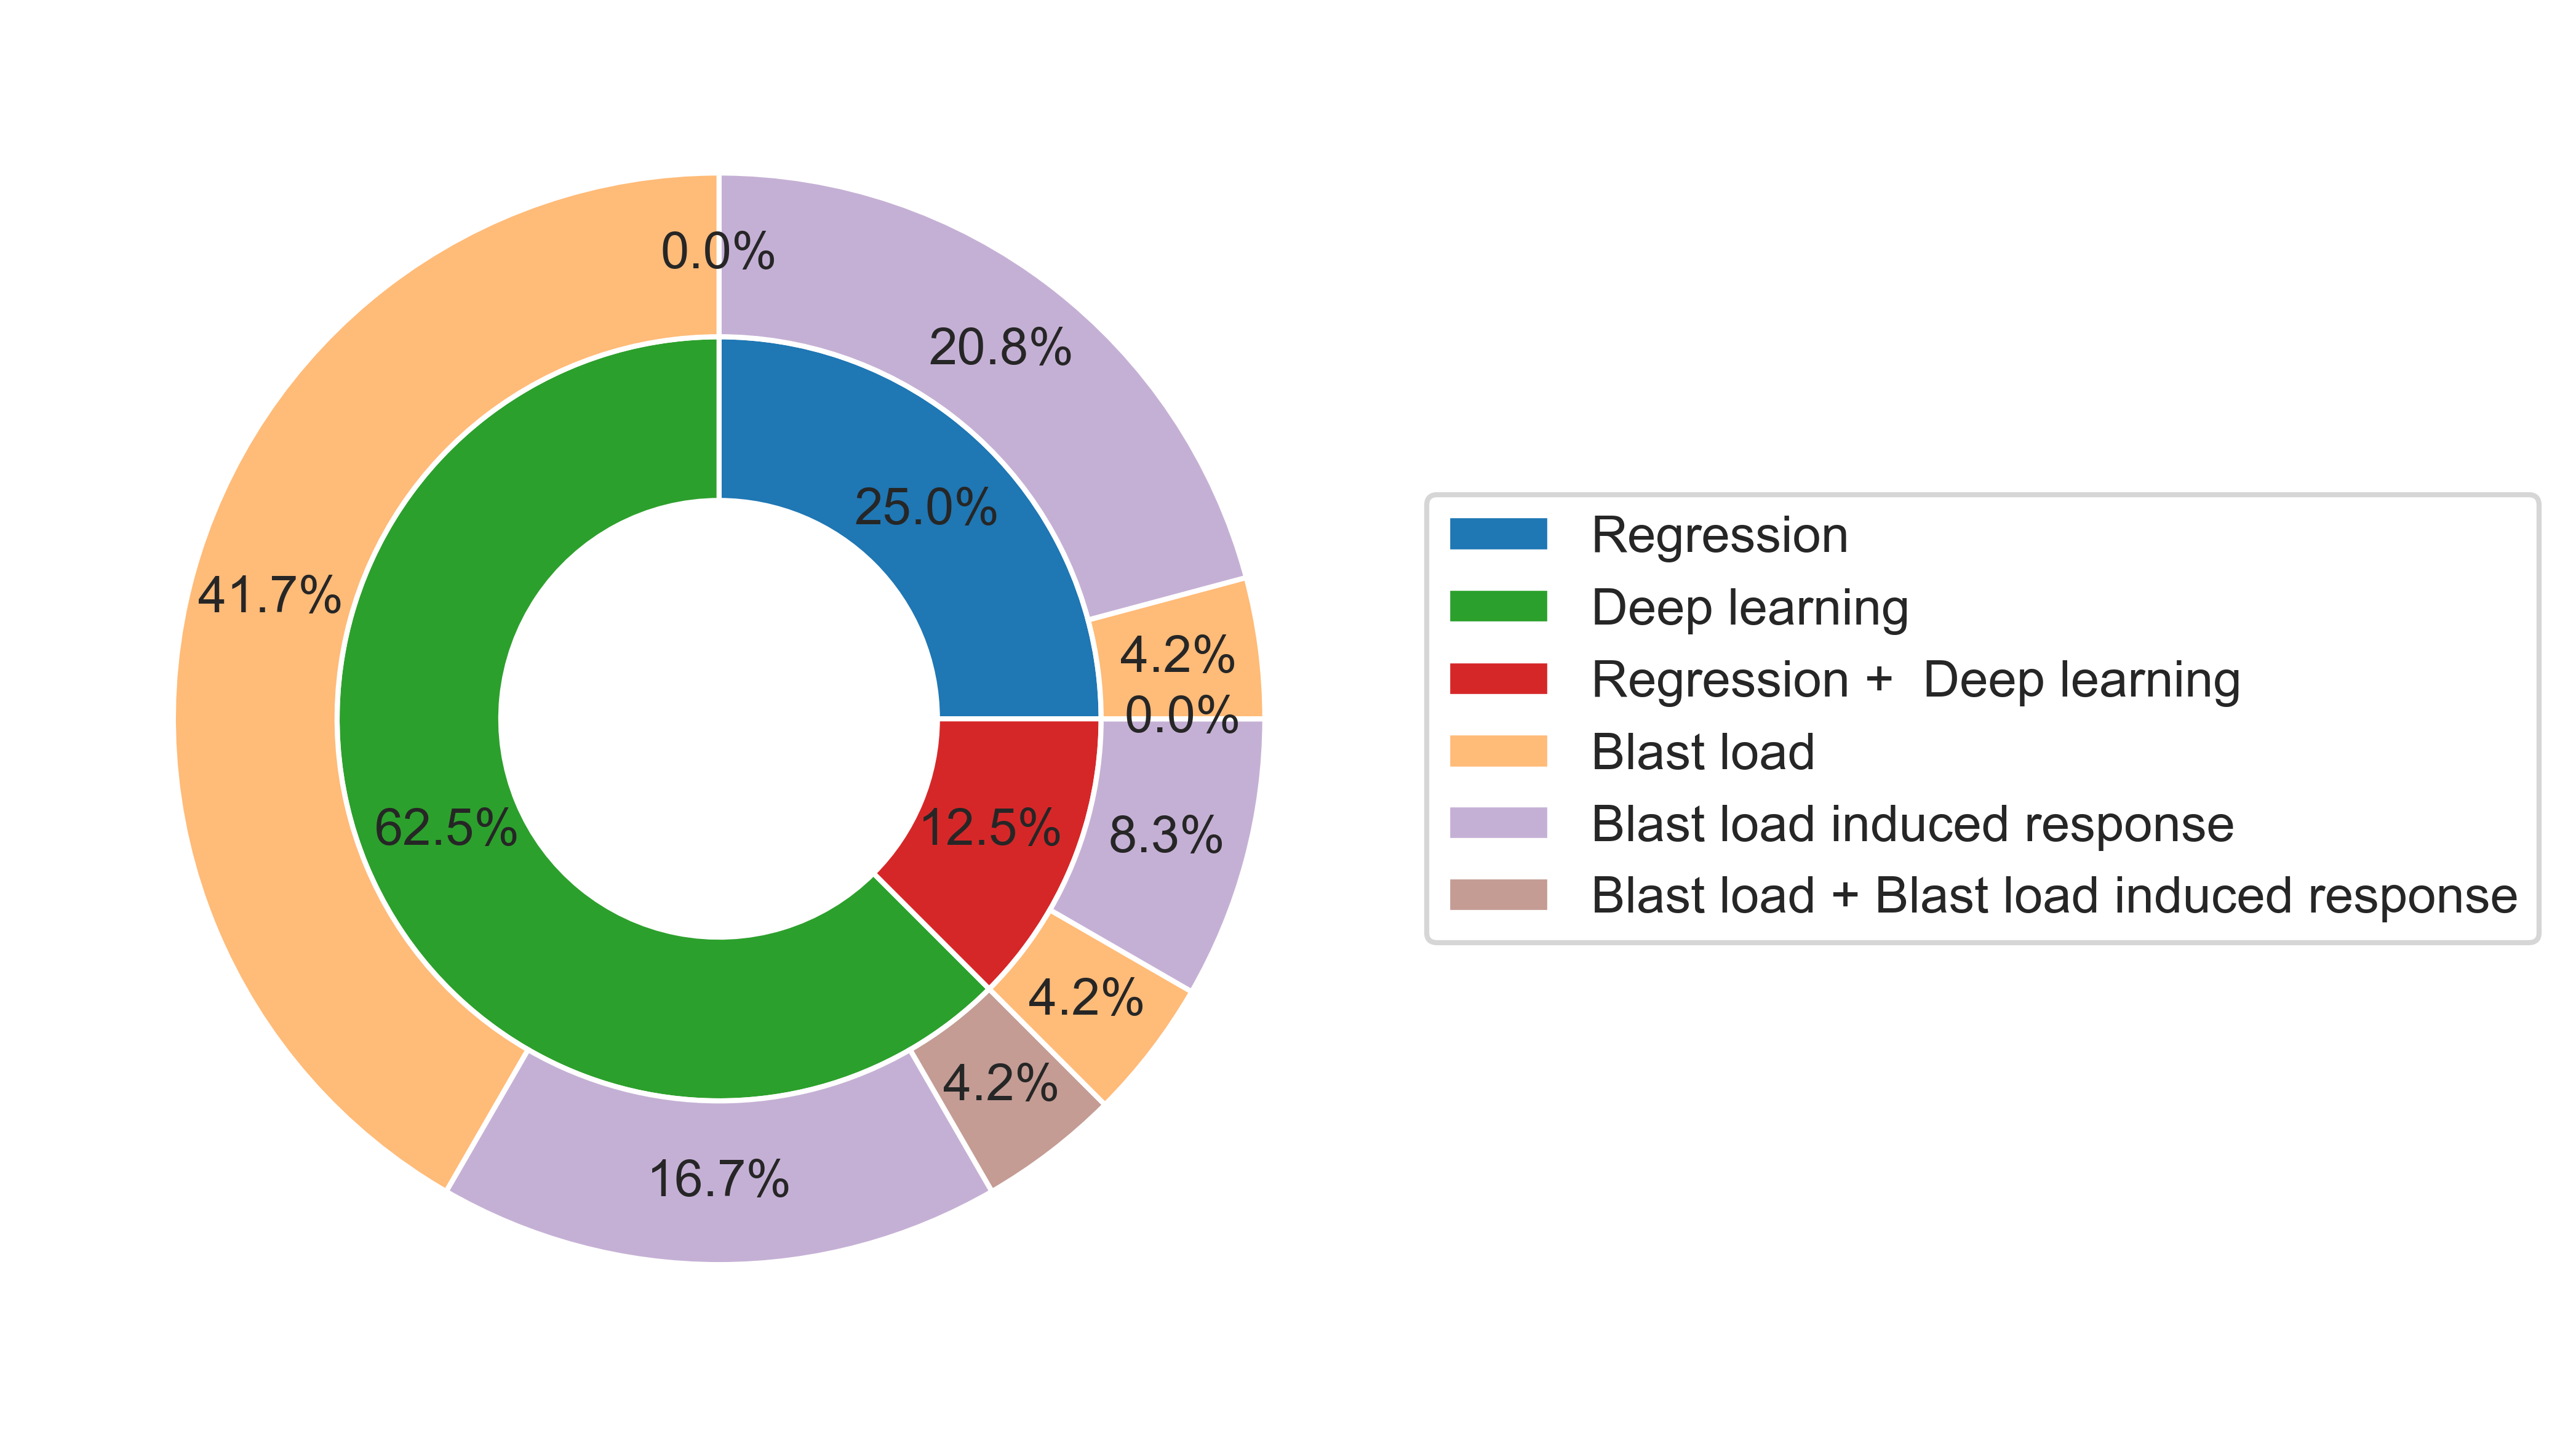 0.0%
20.8%
25.0%
41.7%
4.2%
0.0%
62.5%
12.5%
8.3%
4.2%
4.2%
16.7%
Regression
Deep learning
Regression +  Deep learning
Blast load
Blast load induced response
Blast load + Blast load induced response